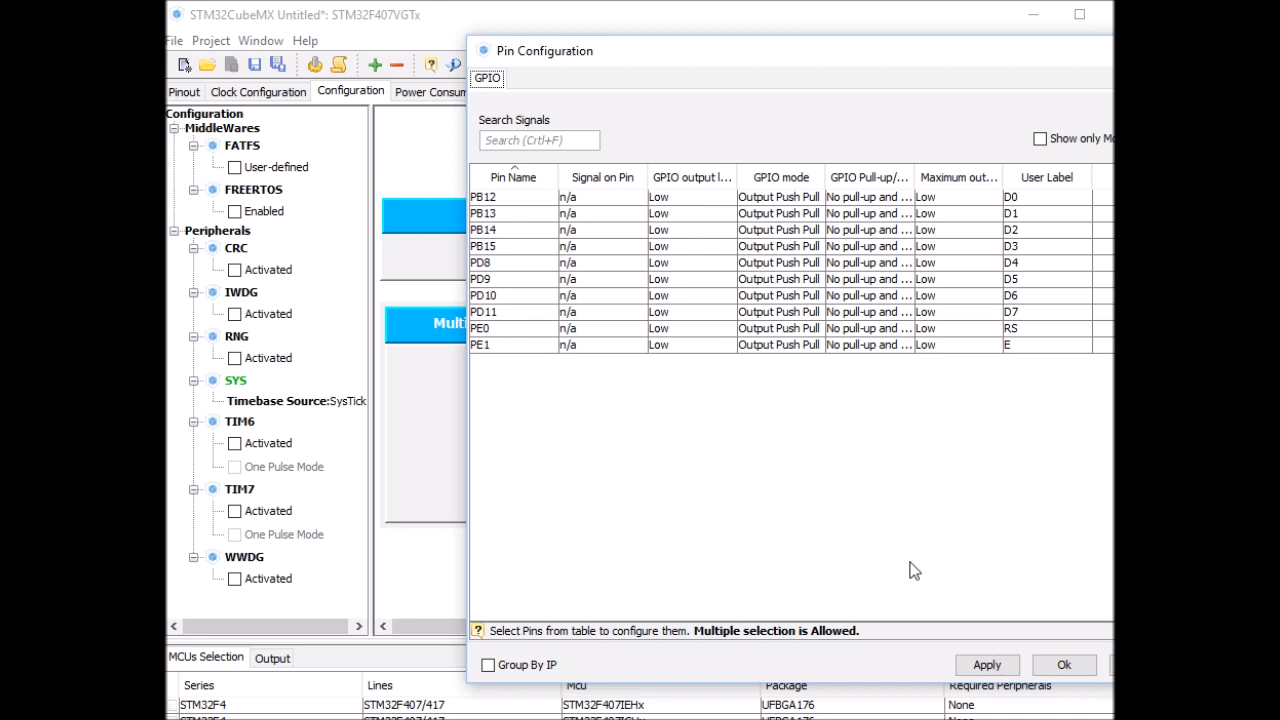 STM32CubeMX Untitled*: STM32F407VGTx
File Project Window Help
Pinout Clock Configuration Configuration Power Consum
Configuration
MiddleWares
FATFS
User-defined
FREERTOS
Enabled
Peripherals
CRC
Activated
IWDG
Activated
RNG
Activated
SYS
Timebase Source:SysTick
TIM6
Activated
One Pulse Mode
TIM7
Activated
One Pulse Mode
WWDG
Activated
Multi
Pin Configuration
GPIO
Search Signals
Search (CrtI+F)
Show only Mo
Pin Name Signal on Pin GPIO output l... GPIO mode GPIO Pull-up/... Maximum out... User Label
PB12 n/a Low Output Push Pull No pull-up and ... Low D0
PB13 n/a Low Output Push Pull No pull-up and ... Low D1
PB14 n/a Low Output Push Pull No pull-up and ... Low D2
PB15 n/a Low Output Push Pull No pull-up and ... Low D3
PD8 n/a Low Output Push Pull No pull-up and ... Low D4
PD9 n/a Low Output Push Pull No pull-up and ... Low D5
PD10 n/a Low Output Push Pull No pull-up and ... Low D6
PD11 n/a Low Output Push Pull No pull-up and ... Low D7
PE0 n/a Low Output Push Pull No pull-up and ... Low RS
PE1 n/a Low Output Push Pull No pull-up and ... Low E
Select Pins from table to configure them. Multiple selection is Allowed.
Group By IP
Apply Ok
MCUs Selection Output
Series Lines Mcu Package Required Peripherals
STM32F4 STM32F407/417 STM32F407IEHx UFBGA176 None
STM32F4 STM32F407/417 STM32F407IGHx UFBGA176 None